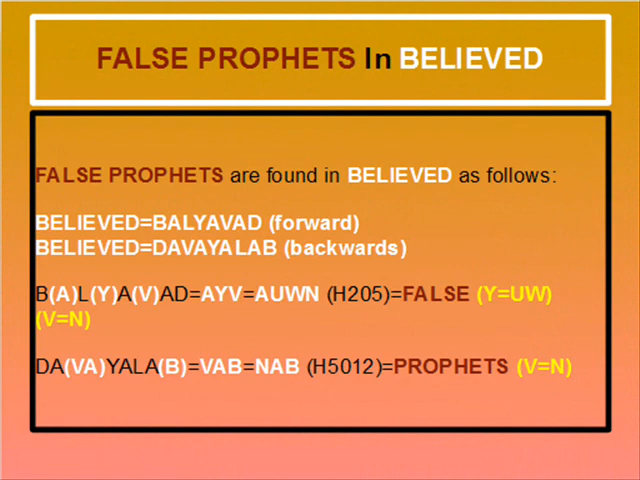 FALSE PROPHETS In BELIEVED
FALSE PROPHETS are found in BELIEVED as follows:
BELIEVED=BALYAVAD (forward)
BELIEVED=DAVAYALAB (backwards)
B(A)L(Y)A(V)AD=AYV=AUWN (H205)=FALSE (Y=UW)
(V=N)
DA(VA)YALA(B)=VAB=NAB (H5012)=PROPHETS (V=N)